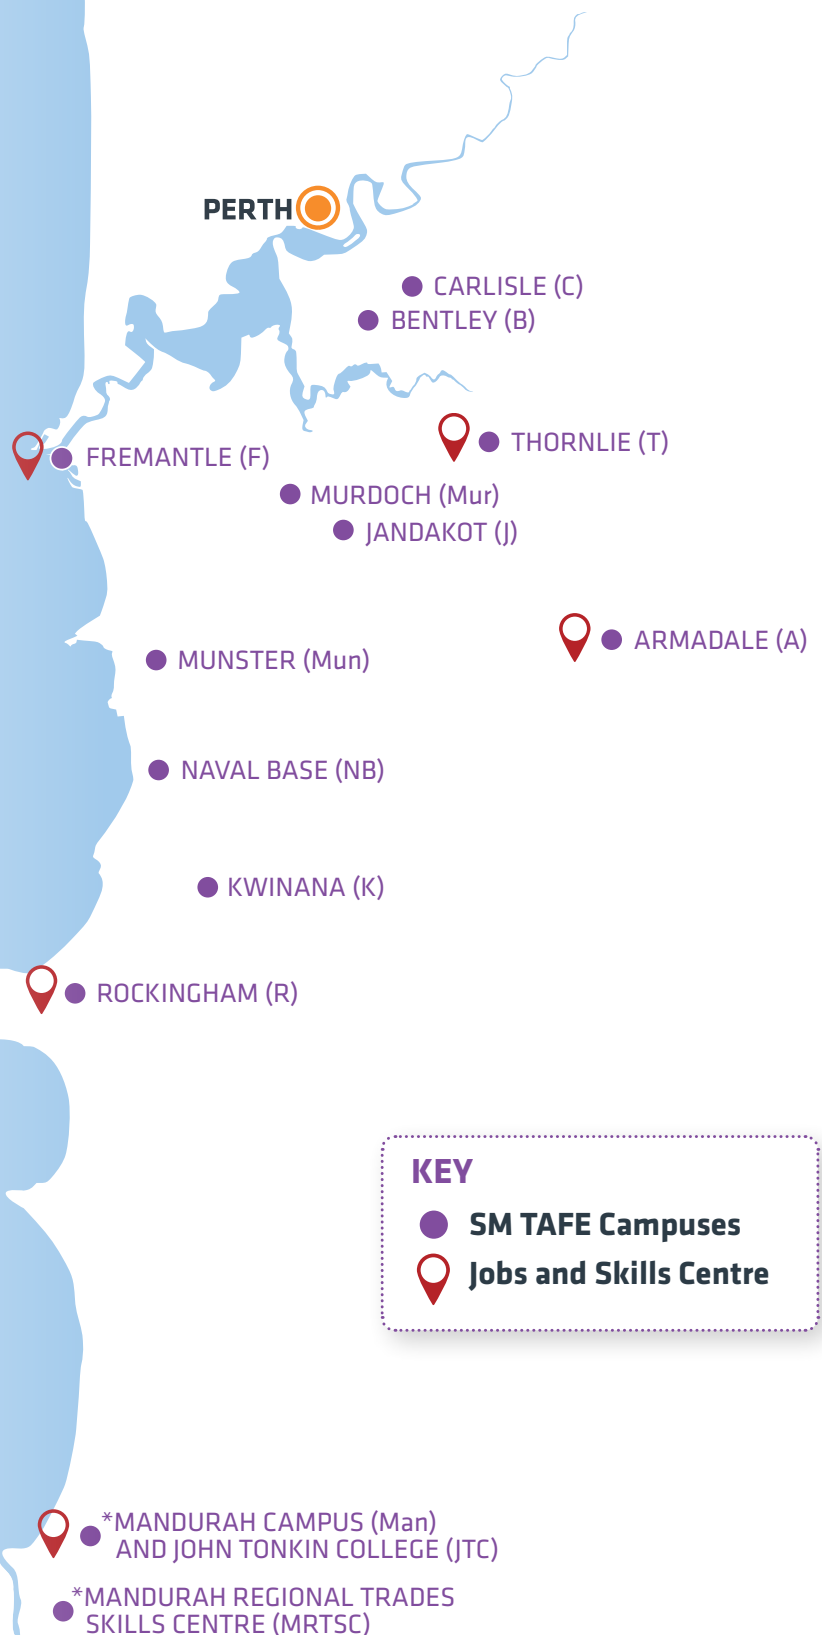 PERTH
CARLISLE (C)
BENTLEY (B)
THORNLIE (T)
FREMANTLE (F)
MURDOCH (Mur)
JANDAKOT (J)
ARMADALE (A)
MUNSTER (Mun)
NAVAL BASE (NB)
KWINANA (K)
ROCKINGHAM (R)
KEY
SM TAFE Campuses
Jobs and Skills Centre
*MANDURAH CAMPUS (Man)
AND JOHN TONKIN COLLEGE (JTC)
*MANDURAH REGIONAL TRADES
SKILLS CENTRE (MRTSC)